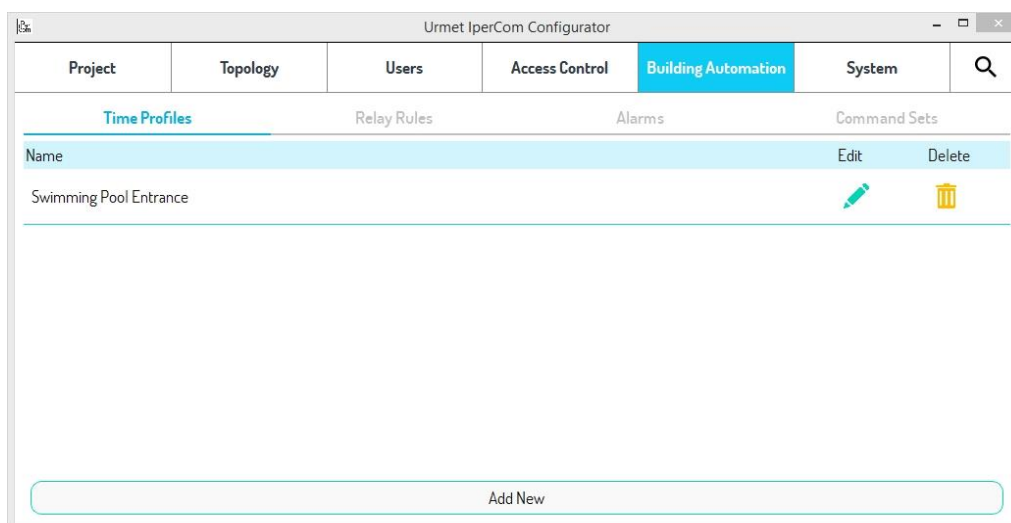 Urmet IperCom Configurator
Project Topology Users Access Control Building Automation System
Time Profiles Relay Rules Alarms Command Sets
Name Edit Delete
Swimming Pool Entrance
Add New